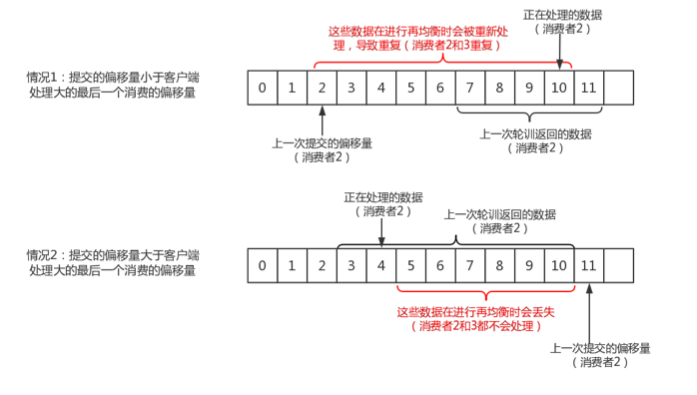 正在处理的数据
（消费者2）
这些数据在进行再均衡时会被重新处
理，导致重复（消费者2和3重复）
情况1：提交的偏移量小于客户端
处理大的最后一个消费的偏移量
0 1 2 3 4 5 6 7 8 9 10 11
上一次提交的偏移量
（消费者2）
上一次轮训返回的数据
（消费者2）
正在处理的数据
（消费者2）
上一次轮训返回的数据
（消费者2）
情况2：提交的偏移量大于客户端
处理大的最后一个消费的偏移量
0 1 2 3 4 5 6 7 8 9 10 11
这些数据在进行再均衡时会丢失
（消费者2和3都不会处理）
上一次提交的偏移量
（消费者2）